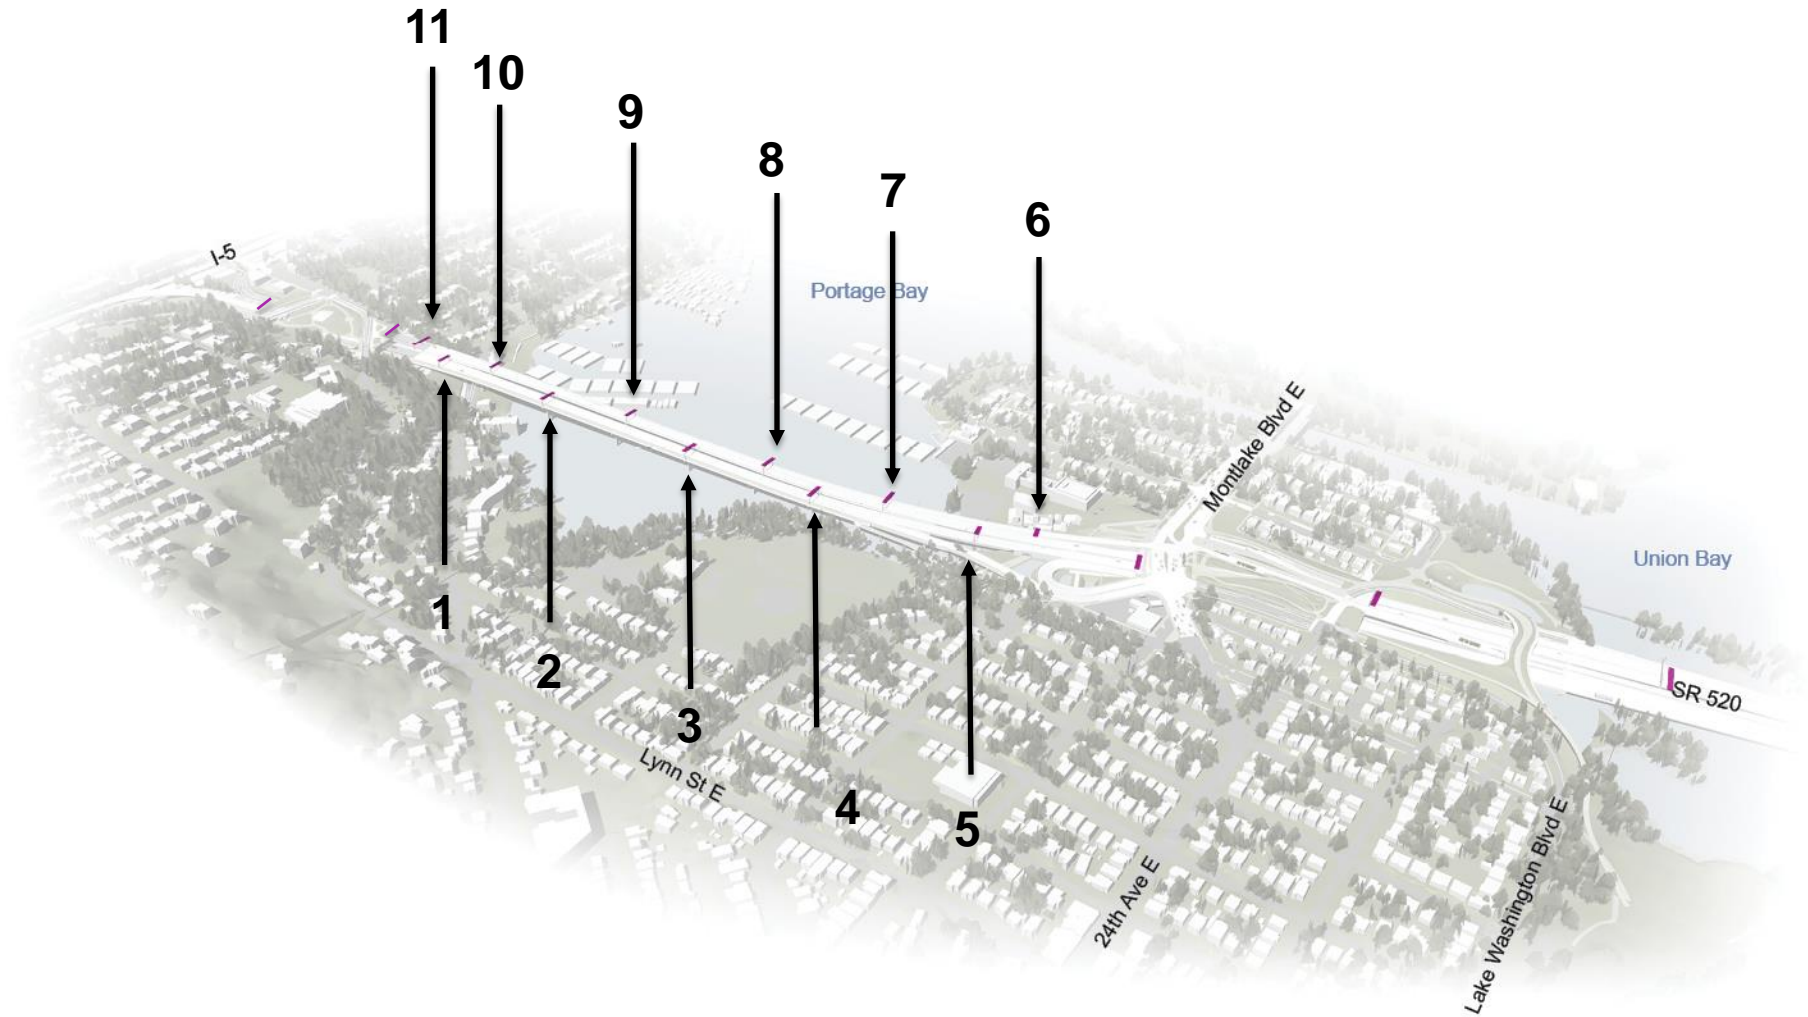 11
10
9
8
7
6
I-5
Portage Bay
Montlake Blvd E
Union Bay
1
2
3
SR 520
Lynn St E
4
5
24th Ave E
Lake Washington Blvd E